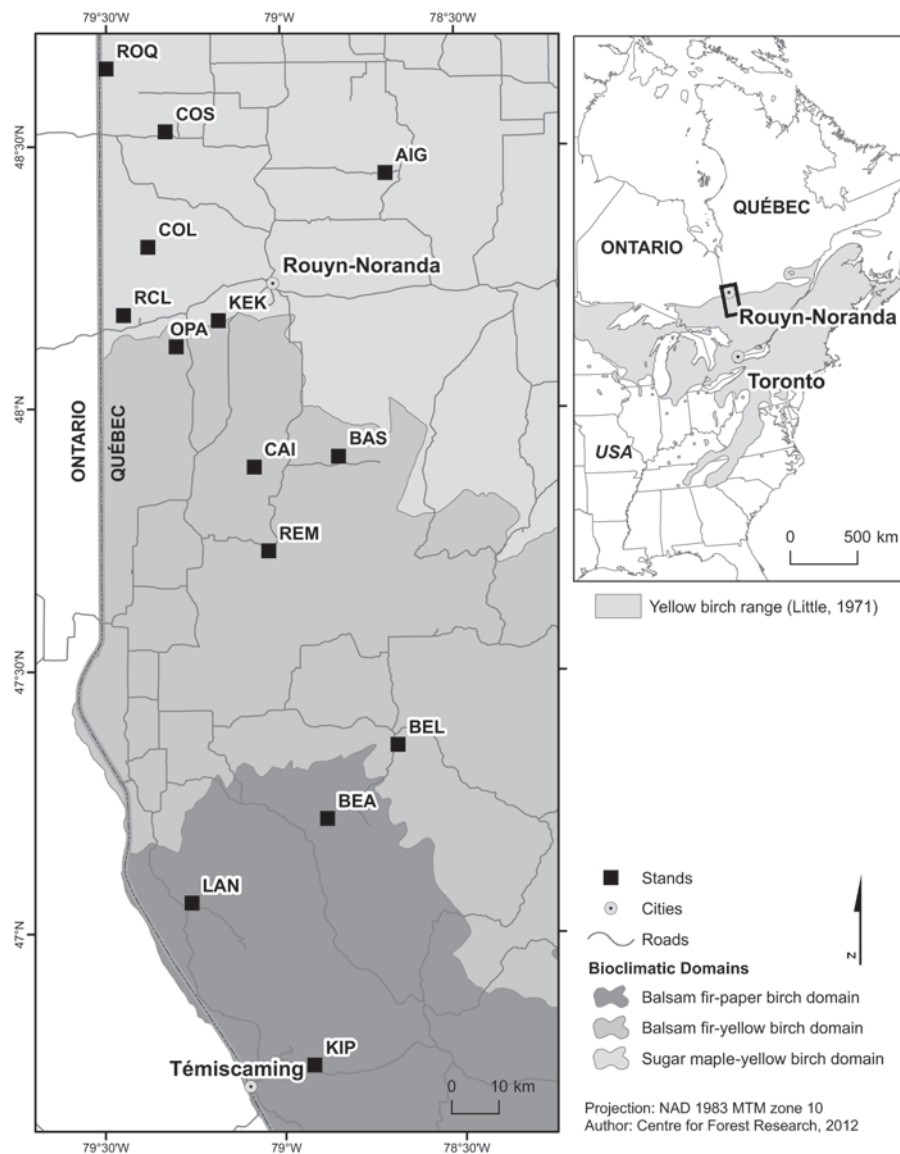 79°30'W 79°W 78°30'W
ROQ
COS
48°30'N
AIG
COL
Rouyn-Noranda
RCL
KEK
OPA
48°N
ONTARIO
QUÉBEC
BAS
CAI
REM
47°30'N
BEL
BEA
LAN
47°N
KIP
Témiscaming
0 10 km
79°30'W 79°W 78°30'W
QUÉBEC
ONTARIO
Rouyn-Noranda
Toronto
USA
0 500 km
Yellow birch range (Little, 1971)
Stands
Cities
Roads
N
Bioclimatic Domains
Balsam fir-paper birch domain
Balsam fir-yellow birch domain
Sugar maple-yellow birch domain
Projection: NAD 1983 MTM zone 10
Author: Centre for Forest Research, 2012